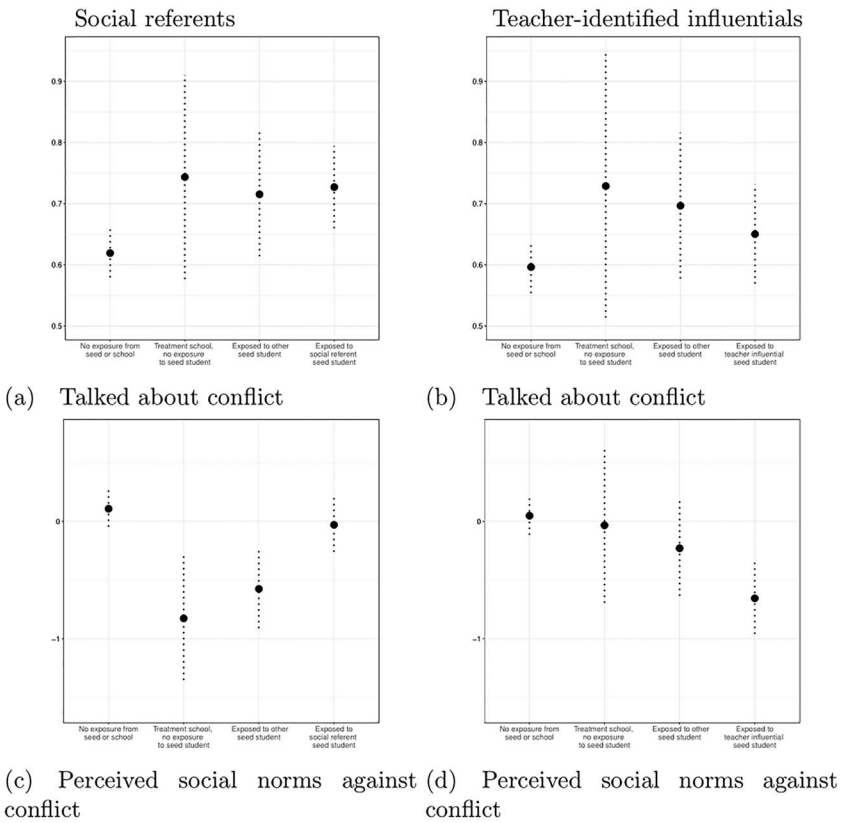 Social referents
Teacher-identified influentials
0.9
0.8
0.7
0.6
0.5
No exposure from
seed or school
Treatment school,
no exposure
to seed student
Exposed to other
seed student
Exposed to
social referent
seed student
0.9
0.8
0.7
0.6
0.5
No exposure from
seed or school
Treatment school,
no exposure
to seed student
Exposed to other
seed student
Exposed to
teacher influential
seed student
(a) Talked about conflict
(b) Talked about conflict
0
−1
No exposure from
seed or school
Treatment school,
no exposure
to seed student
Exposed to other
seed student
Exposed to
social referent
seed student
0
−1
No exposure from
seed or school
Treatment school,
no exposure
to seed student
Exposed to other
seed student
Exposed to
teacher influential
seed student
(c) Perceived social norms against
conflict
(d) Perceived social norms against
conflict